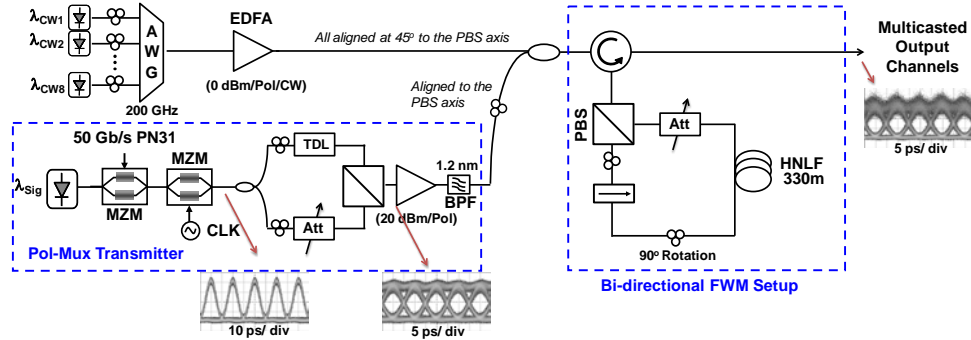 λCW1
λCW2
λCW8
A
W
G
200 GHz
EDFA
(0 dBm/Pol/CW)
All aligned at 45o to the PBS axis
Aligned to the
PBS axis
Multicasted
Output
Channels
5 ps/ div
PBS
Att
HNLF
330m
90o Rotation
Bi-directional FWM Setup
50 Gb/s PN31
λSig
MZM
MZM
CLK
TDL
Att
(20 dBm/Pol)
1.2 nm
BPF
Pol-Mux Transmitter
10 ps/ div
5 ps/ div